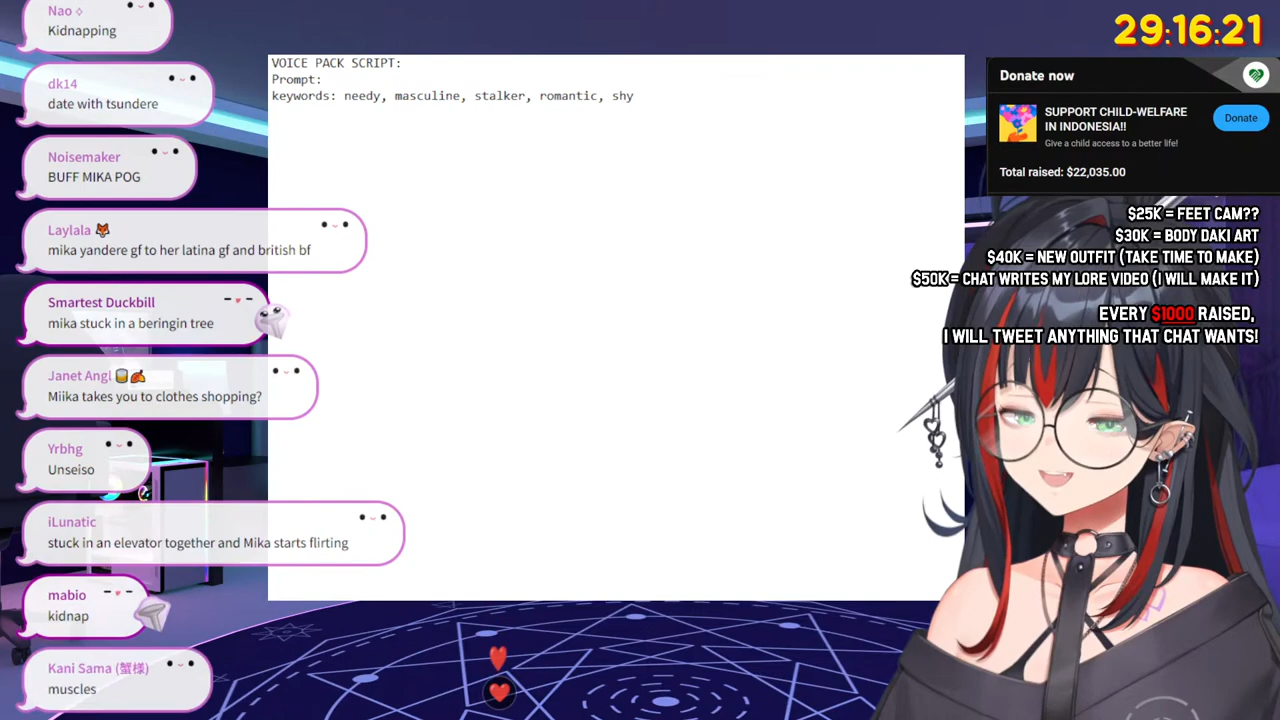 Nao ⬨
Kidnapping
dk14
date with tsundere
Noisemaker
BUFF MIKA POG
Laylala 🦊
mika yandere gf to her latina gf and british bf
Smartest Duckbill
mika stuck in a beringin tree
Janet Angl 🥃🍂
Miika takes you to clothes shopping?
Yrbhg
Unseiso
iLunatic
stuck in an elevator together and Mika starts flirting
mabio
kidnap
Kani Sama (蟹様)
muscles
VOICE PACK SCRIPT:
Prompt:
keywords: needy, masculine, stalker, romantic, shy
29:16:21
Donate now
SUPPORT CHILD-WELFARE
IN INDONESIA!!
Give a child access to a better life!
Donate
Total raised: $22,035.00
$25K = FEET CAM??
$30K = BODY DAKI ART
$40K = NEW OUTFIT (TAKE TIME TO MAKE)
$50K = CHAT WRITES MY LORE VIDEO (I WILL MAKE IT)
EVERY $1000 RAISED,
I WILL TWEET ANYTHING THAT CHAT WANTS!